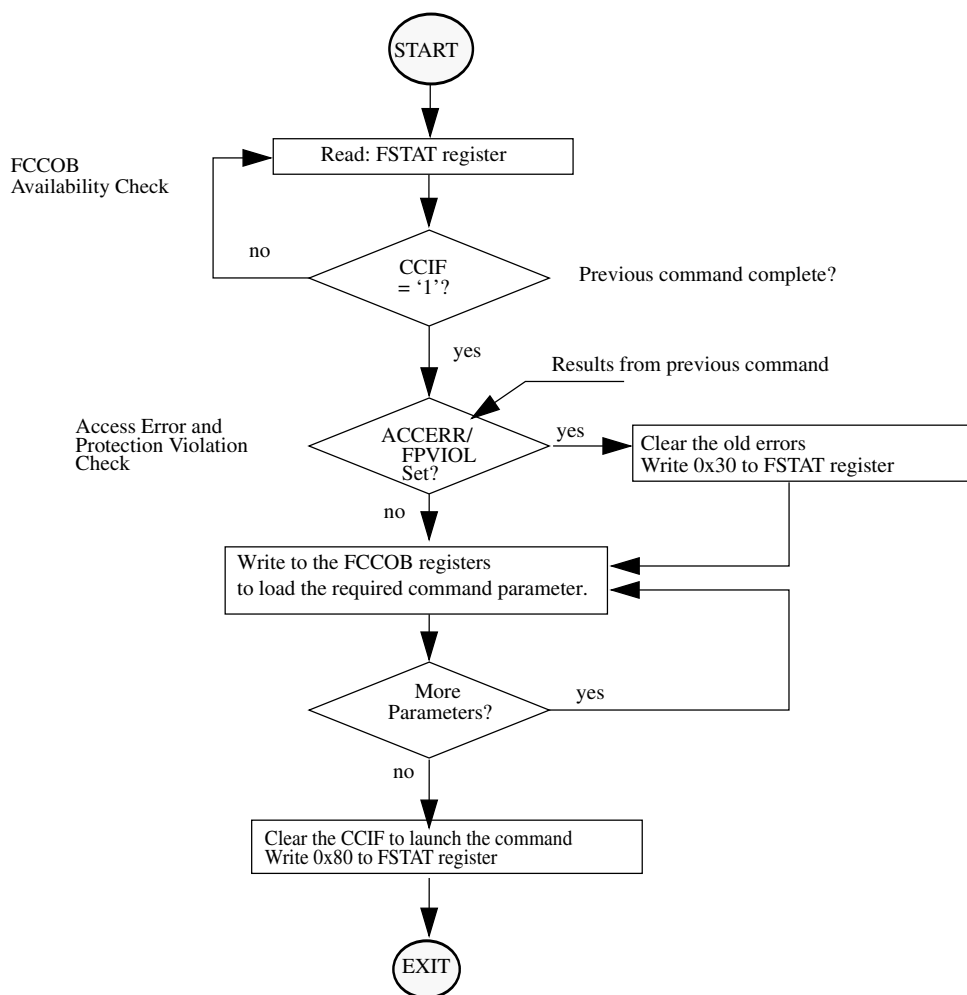 START
Read: FSTAT register
FCCOB
Availability Check
no
CCIF
= ‘1’?
Previous command complete?
yes
Results from previous command
Access Error and
Protection Violation
Check
ACCERR/
FPVIOL
Set?
yes
Clear the old errors
Write 0x30 to FSTAT register
no
Write to the FCCOB registers
to load the required command parameter.
More
Parameters?
yes
no
Clear the CCIF to launch the command
Write 0x80 to FSTAT register
EXIT